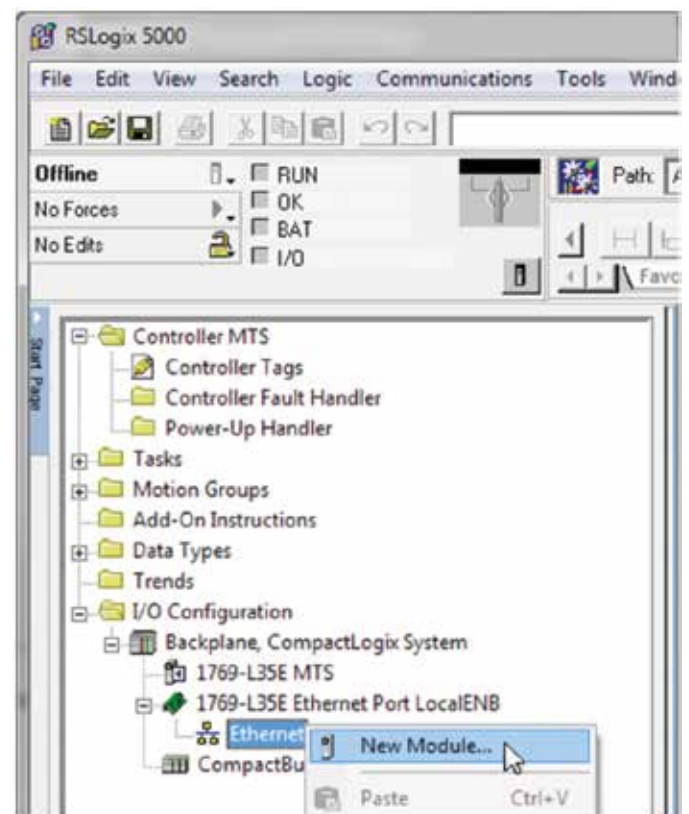 RSLogix 5000
File Edit View Search Logic Communications Tools Wind
Offline
RUN
No Forces
OK
No Edits
BAT
I/O
Path:
Favo
Start Page
Controller MTS
Controller Tags
Controller Fault Handler
Power-Up Handler
Tasks
Motion Groups
Add-On Instructions
Data Types
Trends
I/O Configuration
Backplane, CompactLogix System
1769-L35E MTS
1769-L35E Ethernet Port LocalENB
Ethernet
New Module...
CompactBu
Paste Ctrl+V